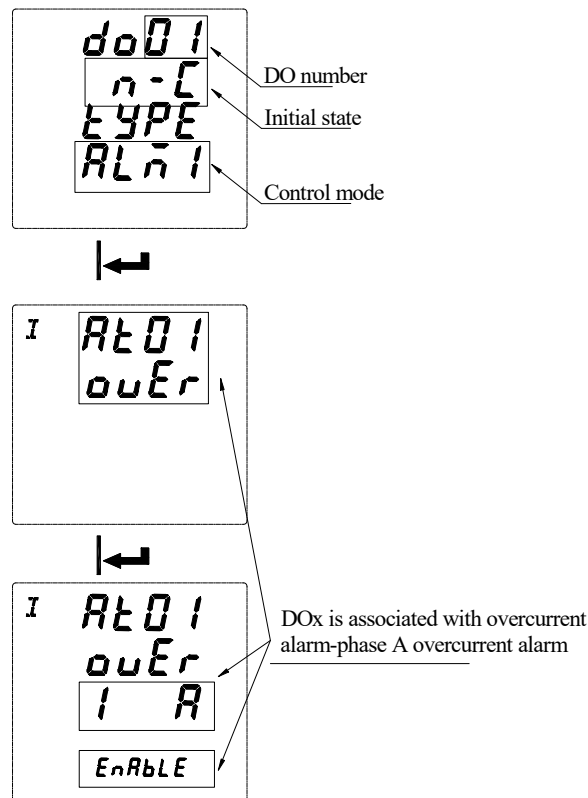 do01
n-C
tYPE
ALm1
DO number
Initial state
Control mode
I
At01
ouEr
I
At01
ouEr
1 A
EnAbLE
DOx is associated with overcurrent
alarm-phase A overcurrent alarm